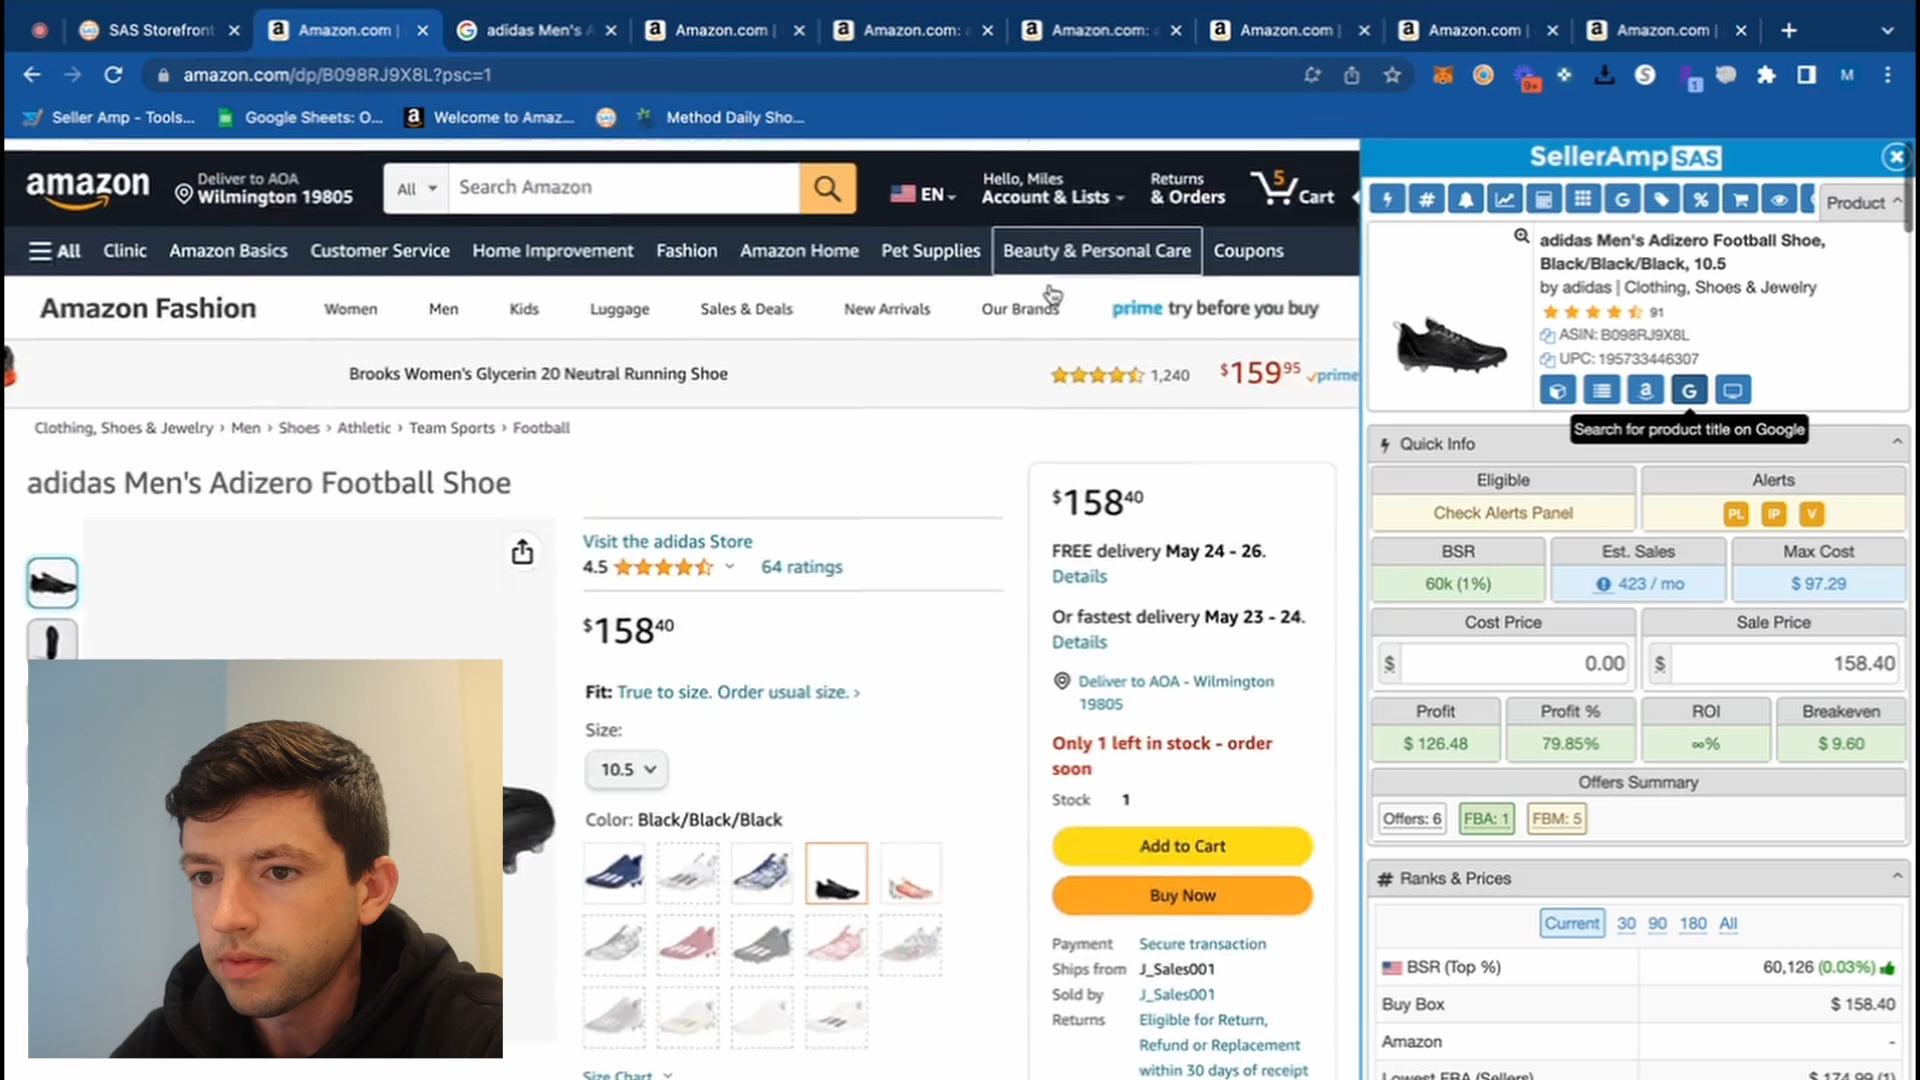 SAS Storefront
Amazon.com |
adidas Men's A
Amazon.com |
Amazon.com: a
Amazon.com: a
Amazon.com |
Amazon.com |
Amazon.com |
amazon.com/dp/B098RJ9X8L?psc=1
9+
1
M
Seller Amp - Tools...
Google Sheets: O...
Welcome to Amaz...
Method Daily Sho...
amazon
Deliver to AOA
Wilmington 19805
All
Search Amazon
EN
Hello, Miles
Account & Lists
Returns
& Orders
5
Cart
All
Clinic
Amazon Basics
Customer Service
Home Improvement
Fashion
Amazon Home
Pet Supplies
Beauty & Personal Care
Coupons
Amazon Fashion
Women
Men
Kids
Luggage
Sales & Deals
New Arrivals
Our Brands
prime try before you buy
Brooks Women's Glycerin 20 Neutral Running Shoe
1,240
$159 95
prime
Clothing, Shoes & Jewelry › Men › Shoes › Athletic › Team Sports › Football
adidas Men's Adizero Football Shoe
Visit the adidas Store
4.5
64 ratings
$158 40
Fit: True to size. Order usual size. ›
Size:
10.5
Color: Black/Black/Black
Size Chart
$158 40
FREE delivery May 24 - 26.
Details
Or fastest delivery May 23 - 24.
Details
Deliver to AOA - Wilmington
19805
Only 1 left in stock - order
soon
Stock 1
Add to Cart
Buy Now
Payment Secure transaction
Ships from J_Sales001
Sold by J_Sales001
Returns Eligible for Return,
Refund or Replacement
within 30 days of receipt
SellerAmp SAS
Product
adidas Men's Adizero Football Shoe,
Black/Black/Black, 10.5
by adidas | Clothing, Shoes & Jewelry
91
ASIN: B098RJ9X8L
UPC: 195733446307
Search for product title on Google
Quick Info
Eligible
Alerts
Check Alerts Panel
PL IP V
BSR
Est. Sales
Max Cost
60k (1%)
423 / mo
$ 97.29
Cost Price
Sale Price
$ 0.00
$ 158.40
Profit
Profit %
ROI
Breakeven
$ 126.48
79.85%
∞%
$ 9.60
Offers Summary
Offers: 6
FBA: 1
FBM: 5
# Ranks & Prices
Current 30 90 180 All
BSR (Top %) 60,126 (0.03%)
Buy Box $ 158.40
Amazon -
Lowest FBA (Sellers) $ 174.99 (1)